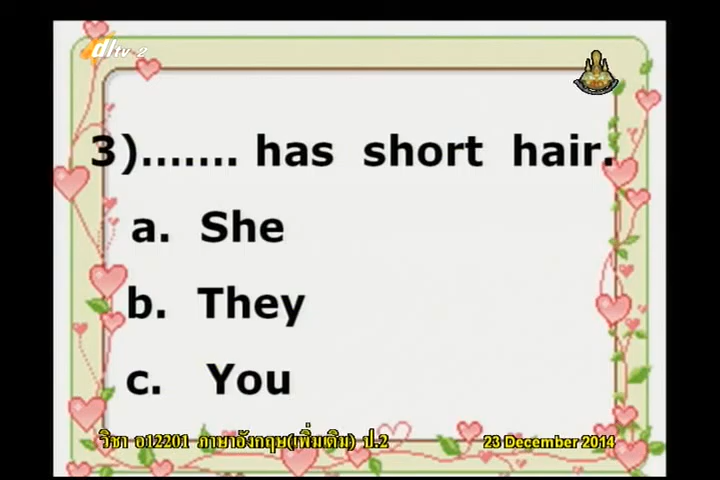 dltv 2
3)....... has short hair.
a. She
b. They
c. You
วิชา อ12201 ภาษาอังกฤษ(เพิ่มเติม) ป.2
23 December 2014